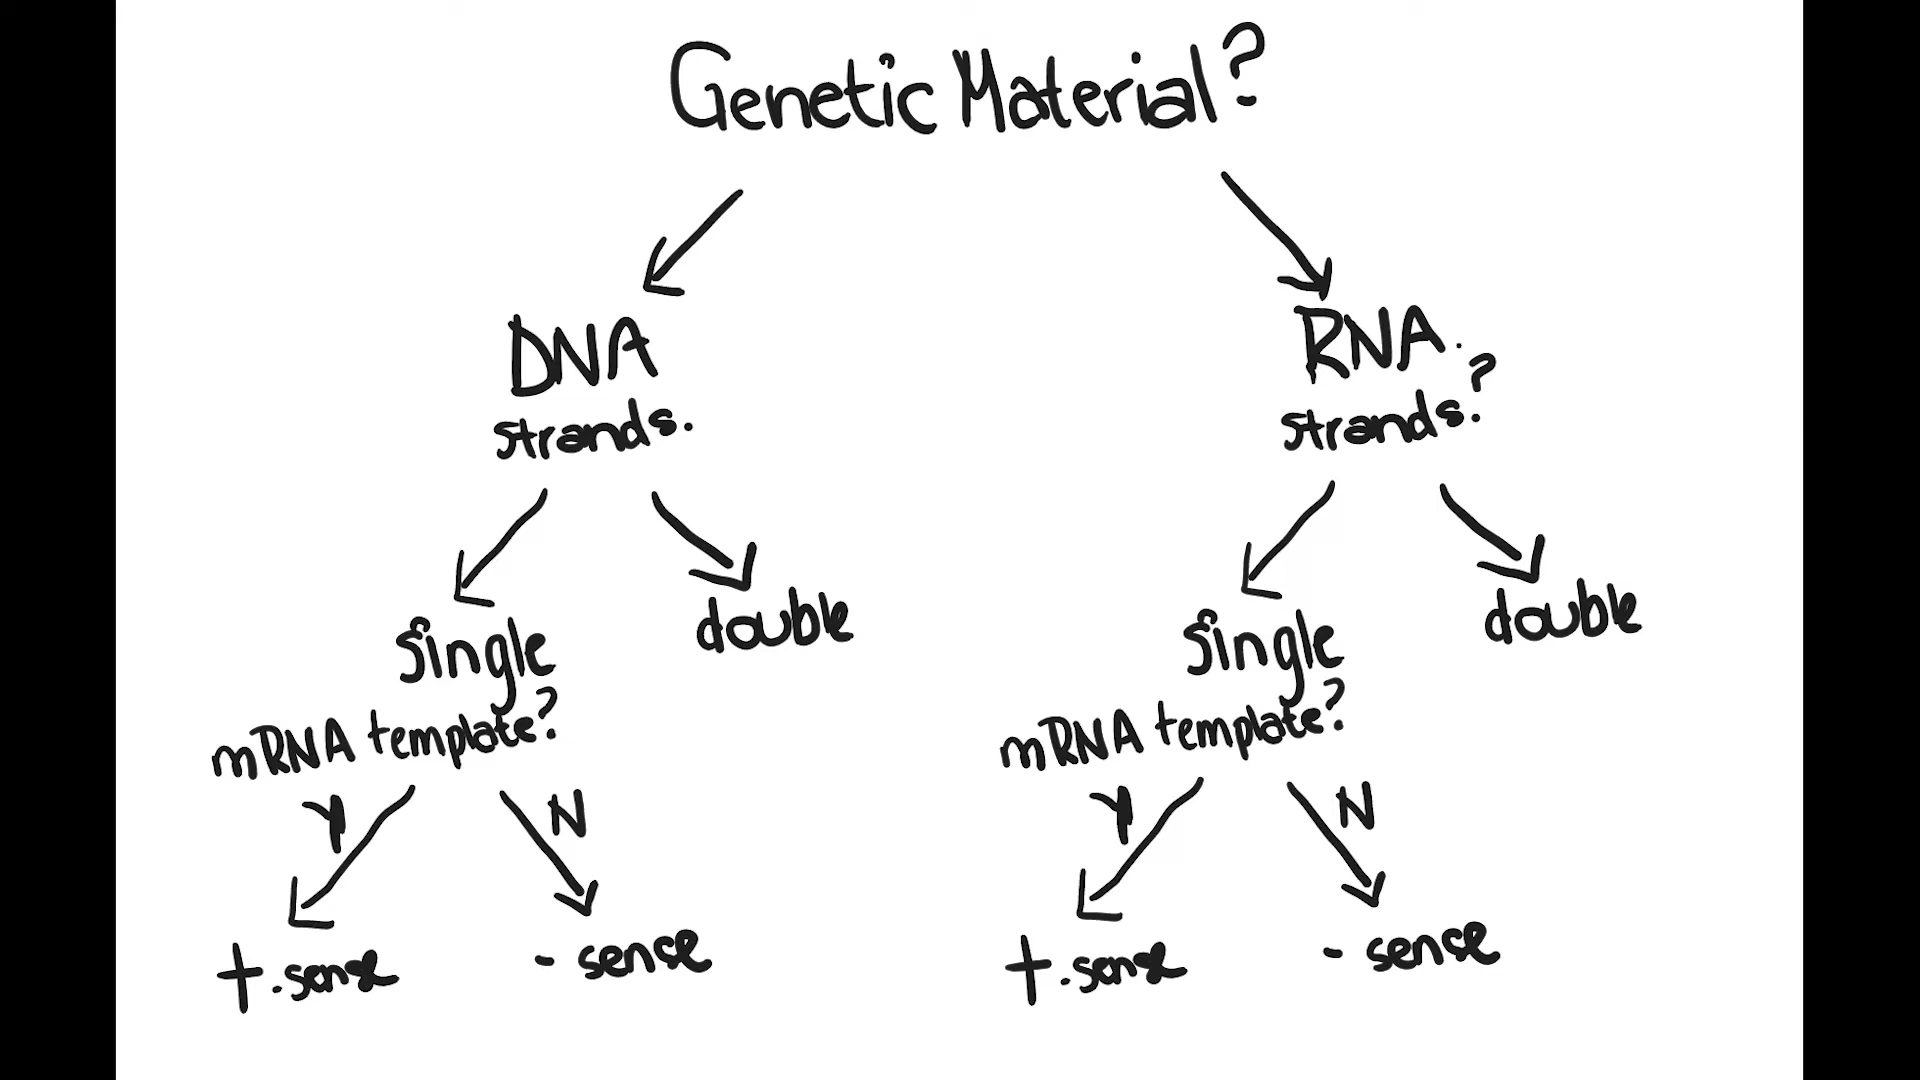 Genetic Material?
DNA
strands.
single
double
mRNA template?
Y
N
+.sense
- sense
RNA.
strands?
single
double
mRNA template?
Y
N
+.sense
- sense